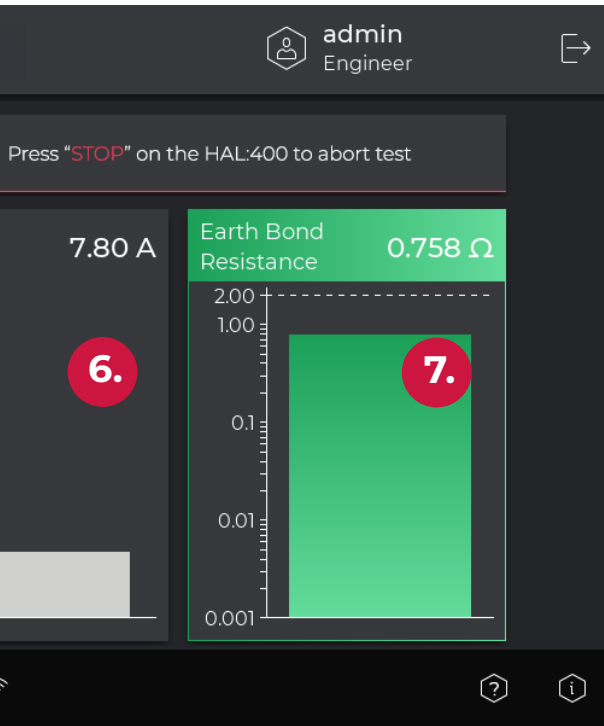 admin
Engineer
Press “STOP” on the HAL:400 to abort test
7.80 A
Earth Bond
Resistance
0.758 Ω
2.00
1.00
0.1
0.01
0.001
6.
7.
?
i